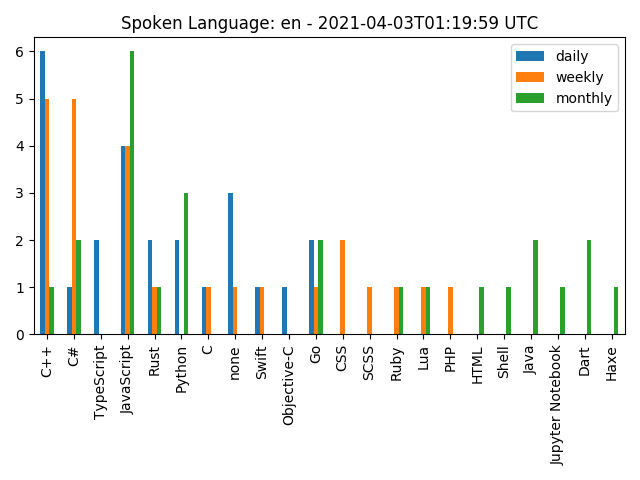 Spoken Language: en - 2021-04-03T01:19:59 UTC
daily
weekly
monthly
6
5
4
3
2
1
0
C++
C#
TypeScript
JavaScript
Rust
Python
C
none
Swift
Objective-C
Go
CSS
SCSS
Ruby
Lua
PHP
HTML
Shell
Java
Jupyter Notebook
Dart
Haxe